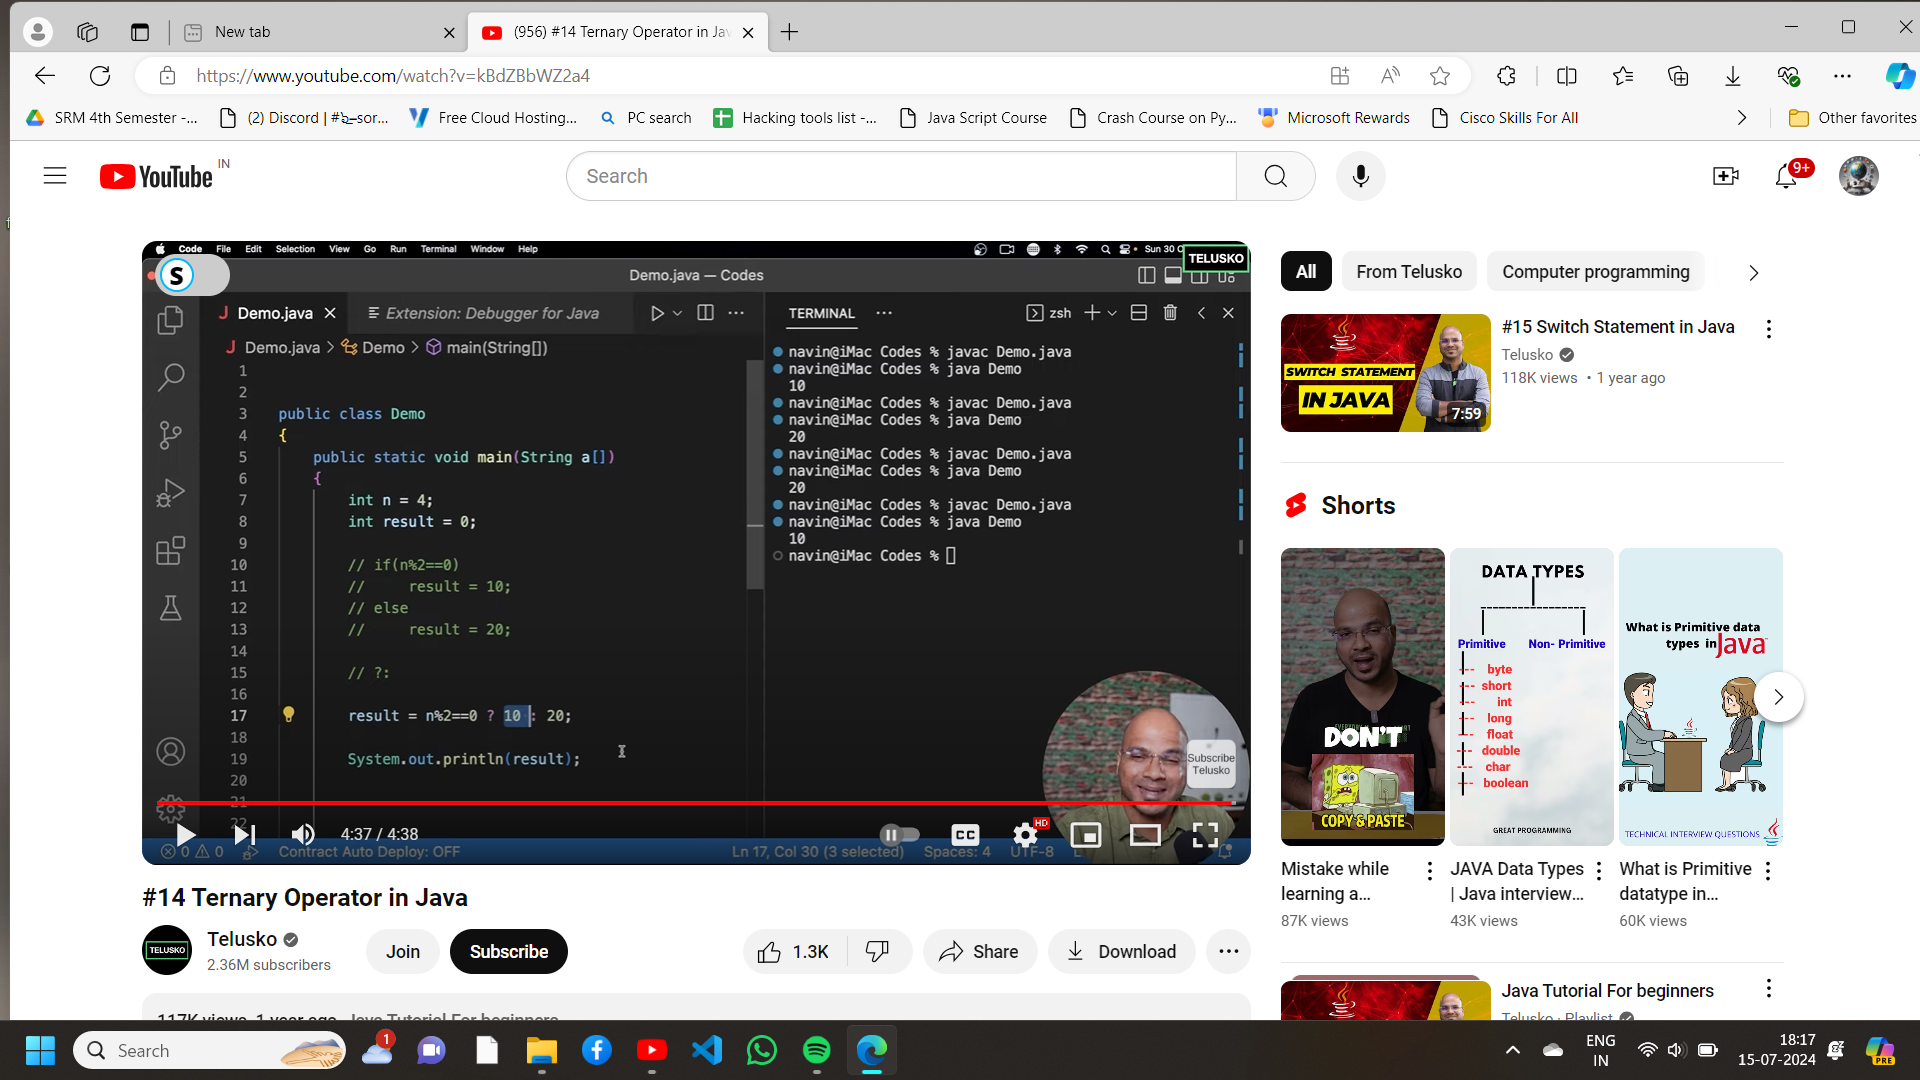 New tab
(956) #14 Ternary Operator in Jav
https://www.youtube.com/watch?v=kBdZBbWZ2a4
SRM 4th Semester -...
(2) Discord |
Free Cloud Hosting...
PC search
Hacking tools list -...
Java Script Course
Crash Course on Py...
Microsoft Rewards
Cisco Skills For All
Other favorites
YouTube IN
Search
9+
Code File Edit Selection View Go Run Terminal Window Help
Sun 30 O
TELUSKO
S
Demo.java — Codes
J Demo.java
Extension: Debugger for Java
J Demo.java > Demo > main(String[])
1
2
3 public class Demo
4 {
5 public static void main(String a[])
6 {
7 int n = 4;
8 int result = 0;
9
10 // if(n%2==0)
11 // result = 10;
12 // else
13 // result = 20;
14
15 // ?:
16
17 result = n%2==0 ? 10 : 20;
18
19 System.out.println(result);
20
21
22
TERMINAL
zsh
navin@iMac Codes % javac Demo.java
navin@iMac Codes % java Demo
10
navin@iMac Codes % javac Demo.java
navin@iMac Codes % java Demo
20
navin@iMac Codes % javac Demo.java
navin@iMac Codes % java Demo
20
navin@iMac Codes % javac Demo.java
navin@iMac Codes % java Demo
10
navin@iMac Codes %
Subscribe
Telusko
4:37 / 4:38
CC
HD
0 0
Contract Auto Deploy: OFF
Ln 17, Col 30 (3 selected) Spaces: 4 UTF-8
#14 Ternary Operator in Java
TELUSKO
Telusko
2.36M subscribers
Join
Subscribe
1.3K
Share
Download
117K views 1 year ago Java Tutorial For beginners
All
From Telusko
Computer programming
SWITCH STATEMENT
IN JAVA
7:59
#15 Switch Statement in Java
Telusko
118K views • 1 year ago
Shorts
DON'T
COPY & PASTE
Mistake while
learning a...
87K views
DATA TYPES
Primitive Non- Primitive
byte
short
int
long
float
double
char
boolean
GREAT PROGRAMMING
JAVA Data Types
| Java interview...
43K views
What is Primitive data
types in Java
TECHNICAL INTERVIEW QUESTIONS
What is Primitive
datatype in...
60K views
Java Tutorial For beginners
Telusko · Playlist
Search
1
ENG
IN
18:17
15-07-2024
PRE